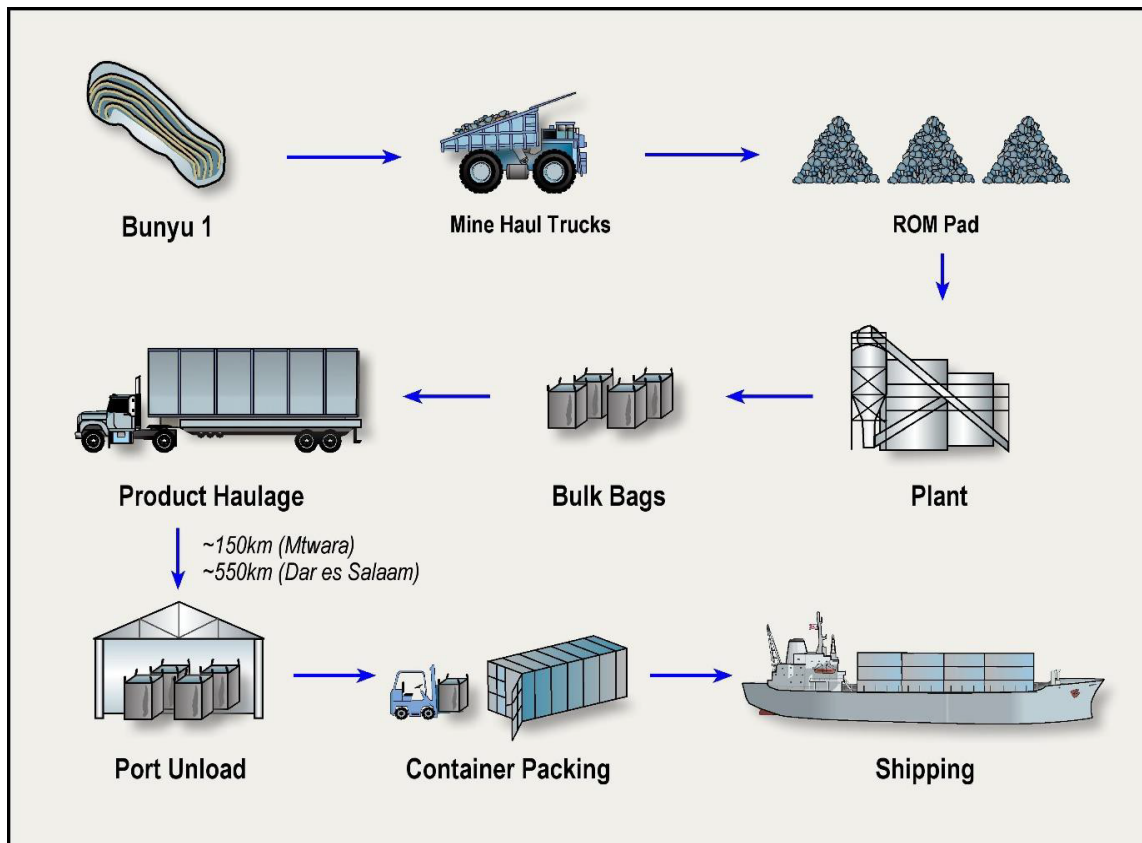 Bunyu 1
Mine Haul Trucks
ROM Pad
Product Haulage
Bulk Bags
Plant
~150km (Mtwara)
~550km (Dar es Salaam)
Port Unload
Container Packing
Shipping